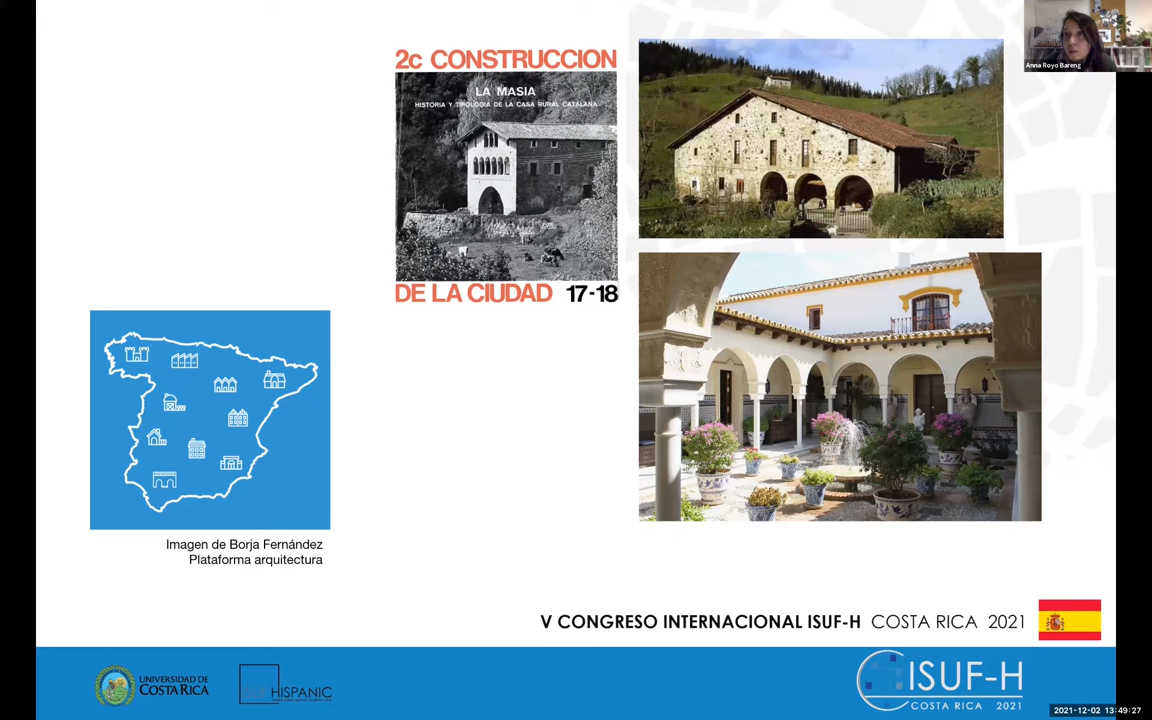 2c CONSTRUCCION
LA MASIA
HISTORIA Y TIPOLOGIA DE LA CASA RURAL CATALANA
DE LA CIUDAD 17-18
Anna Royo Bareng
Imagen de Borja Fernández
Plataforma arquitectura
V CONGRESO INTERNACIONAL ISUF-H COSTA RICA 2021
UNIVERSIDAD DE
COSTA RICA
HISPANIC
ISUF-H
COSTA RICA 2021
2021-12-02 13:49:27